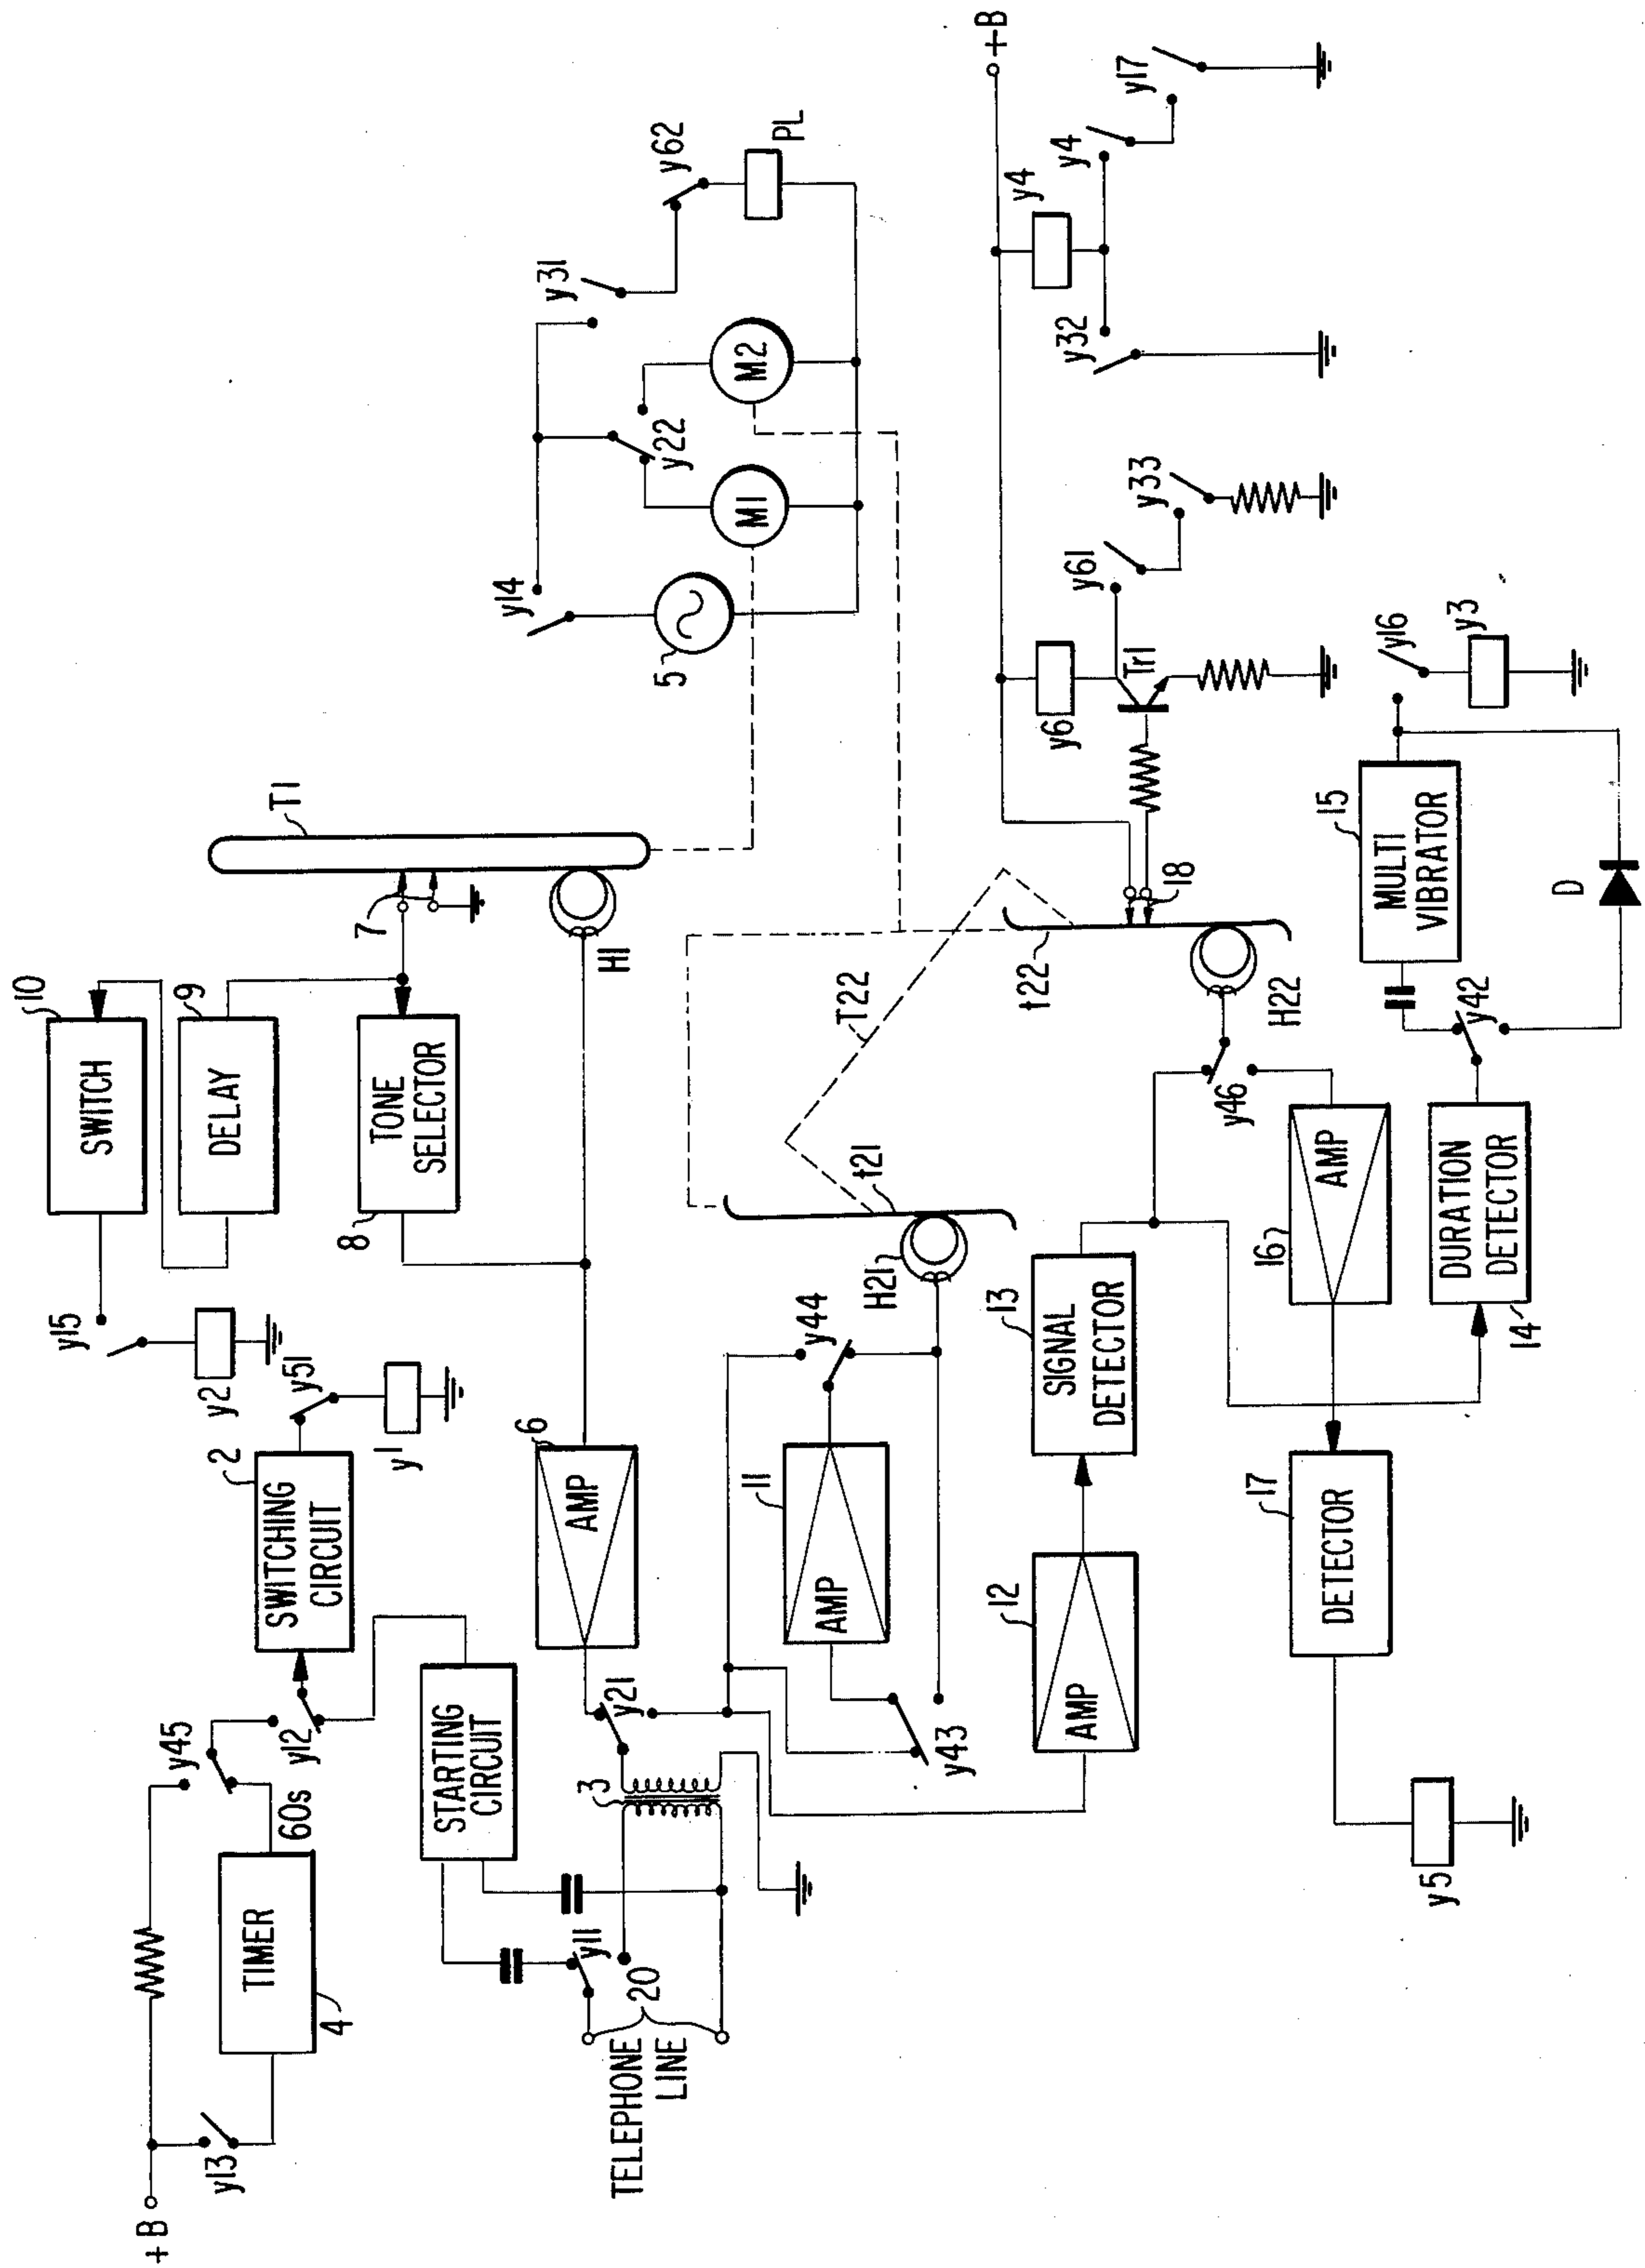 +B
y13
TIMER
4
60s
y45
y12
SWITCHING
CIRCUIT
2
y51
y1
y15
y2
SWITCH
10
DELAY
9
TONE
SELECTOR
8
7
T1
H1
STARTING
CIRCUIT
y11
20
TELEPHONE
LINE
3
y21
AMP
6
y14
5
M1
y22
M2
y31
y62
PL
AMP
11
y43
y44
H21
t21
T22
t22
H22
18
AMP
12
SIGNAL
DETECTOR
13
y46
AMP
16
DETECTOR
17
y5
DURATION
DETECTOR
14
y42
MULTI
VIBRATOR
15
D
y16
y3
y6
Tr1
y61
y33
y32
y4
y4
y17
+B